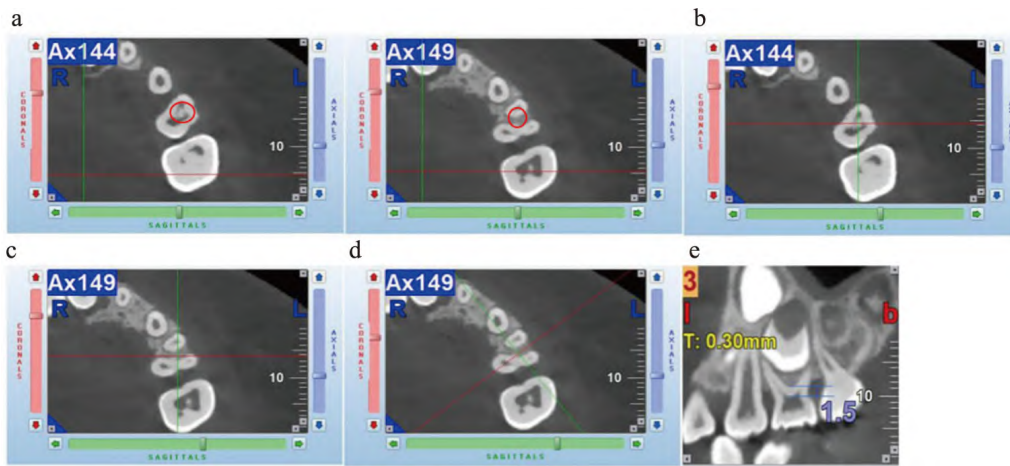 a
b
Ax144
R
L
CORONALS
AXIALS
10
SAGITTALS
Ax149
R
L
CORONALS
AXIALS
10
SAGITTALS
Ax144
R
L
CORONALS
AXIALS
10
SAGITTALS
c
d
e
Ax149
R
L
CORONALS
AXIALS
10
SAGITTALS
Ax149
R
L
CORONALS
AXIALS
10
SAGITTALS
3
l
b
T: 0.30mm
10
1.5